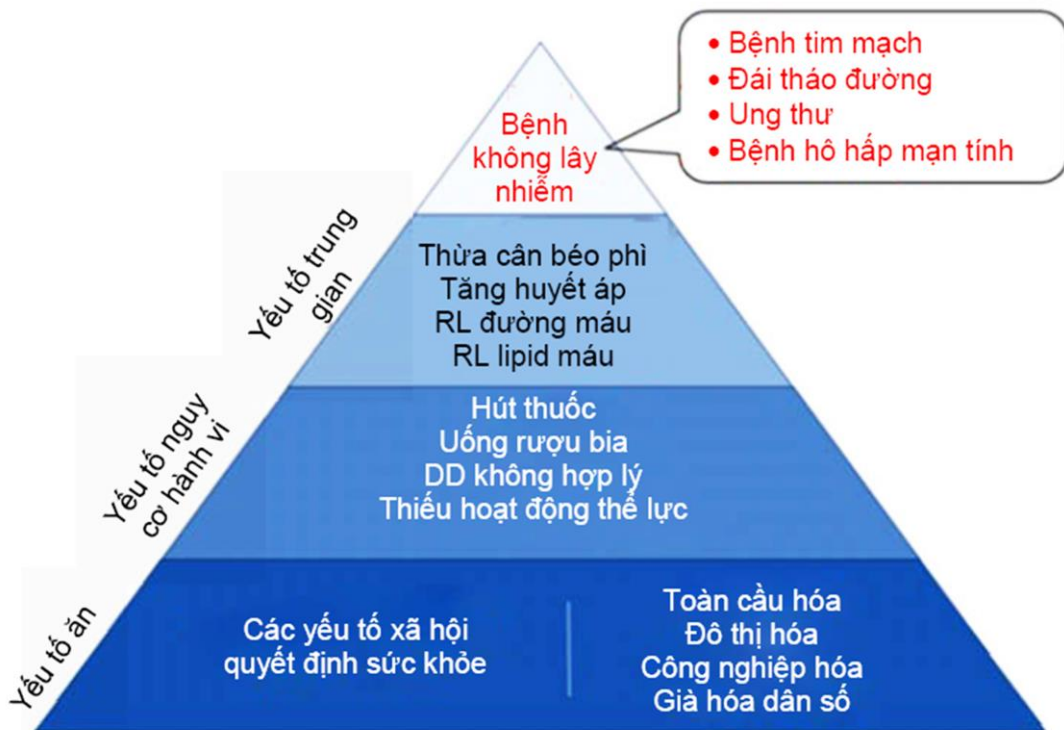 • Bệnh tim mạch
• Đái tháo đường
• Ung thư
• Bệnh hô hấp mạn tính
Bệnh
không lây
nhiễm
Yếu tố trung
gian
Thừa cân béo phì
Tăng huyết áp
RL đường máu
RL lipid máu
Yếu tố nguy
cơ hành vi
Hút thuốc
Uống rượu bia
DD không hợp lý
Thiếu hoạt động thể lực
Yếu tố ăn
Các yếu tố xã hội
quyết định sức khỏe
Toàn cầu hóa
Đô thị hóa
Công nghiệp hóa
Già hóa dân số